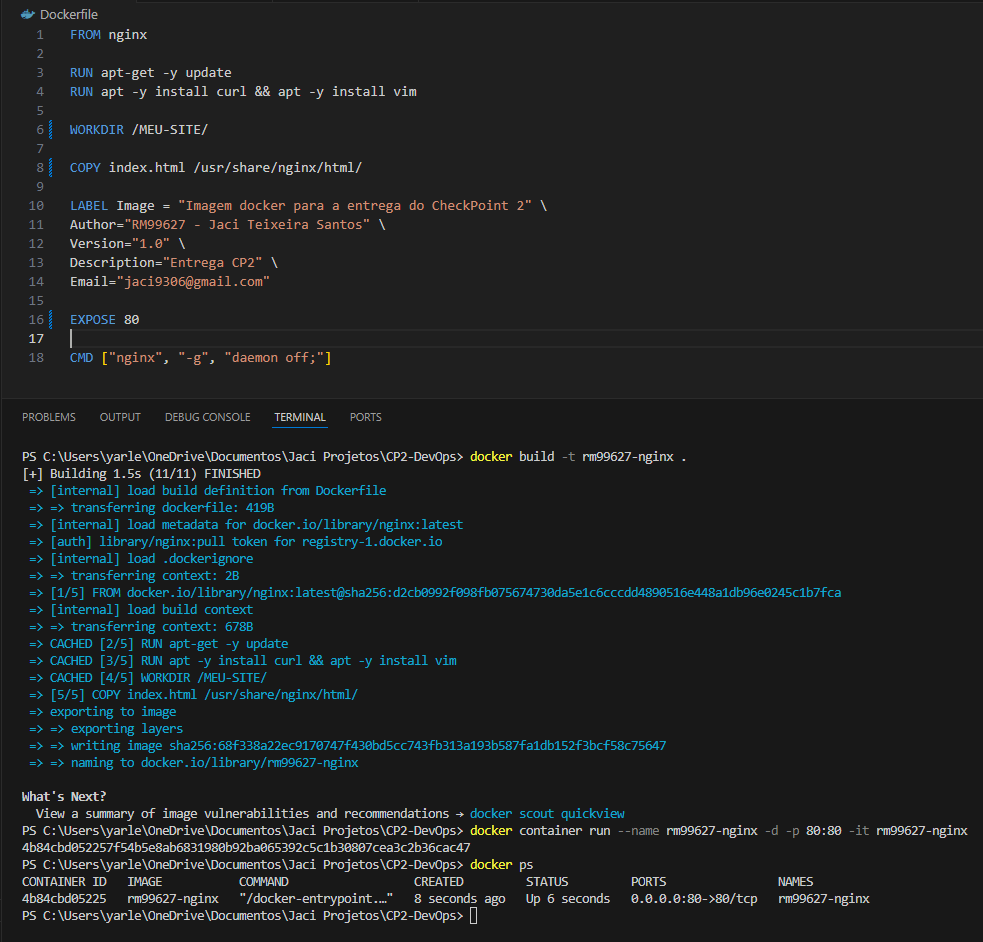 Dockerfile
1 FROM nginx
2
3 RUN apt-get -y update
4 RUN apt -y install curl && apt -y install vim
5
6 WORKDIR /MEU-SITE/
7
8 COPY index.html /usr/share/nginx/html/
9
10 LABEL Image = "Imagem docker para a entrega do CheckPoint 2" \
11 Author="RM99627 - Jaci Teixeira Santos" \
12 Version="1.0" \
13 Description="Entrega CP2" \
14 Email="jaci9306@gmail.com"
15
16 EXPOSE 80
17
18 CMD ["nginx", "-g", "daemon off;"]
PROBLEMS OUTPUT DEBUG CONSOLE TERMINAL PORTS
PS C:\Users\yarle\OneDrive\Documentos\Jaci Projetos\CP2-DevOps> docker build -t rm99627-nginx .
[+] Building 1.5s (11/11) FINISHED
=> [internal] load build definition from Dockerfile
=> => transferring dockerfile: 419B
=> [internal] load metadata for docker.io/library/nginx:latest
=> [auth] library/nginx:pull token for registry-1.docker.io
=> [internal] load .dockerignore
=> => transferring context: 2B
=> [1/5] FROM docker.io/library/nginx:latest@sha256:d2cb0992f098fb075674730da5e1c6cccdd4890516e448a1db96e0245c1b7fca
=> [internal] load build context
=> => transferring context: 678B
=> CACHED [2/5] RUN apt-get -y update
=> CACHED [3/5] RUN apt -y install curl && apt -y install vim
=> CACHED [4/5] WORKDIR /MEU-SITE/
=> [5/5] COPY index.html /usr/share/nginx/html/
=> exporting to image
=> => exporting layers
=> => writing image sha256:68f338a22ec9170747f430bd5cc743fb313a193b587fa1db152f3bcf58c75647
=> => naming to docker.io/library/rm99627-nginx
What's Next?
View a summary of image vulnerabilities and recommendations → docker scout quickview
PS C:\Users\yarle\OneDrive\Documentos\Jaci Projetos\CP2-DevOps> docker container run --name rm99627-nginx -d -p 80:80 -it rm99627-nginx
4b84cbd052257f54b5e8ab6831980b92ba065392c5c1b30807cea3c2b36cac47
PS C:\Users\yarle\OneDrive\Documentos\Jaci Projetos\CP2-DevOps> docker ps
CONTAINER ID IMAGE COMMAND CREATED STATUS PORTS NAMES
4b84cbd05225 rm99627-nginx "/docker-entrypoint.…" 8 seconds ago Up 6 seconds 0.0.0.0:80->80/tcp rm99627-nginx
PS C:\Users\yarle\OneDrive\Documentos\Jaci Projetos\CP2-DevOps>